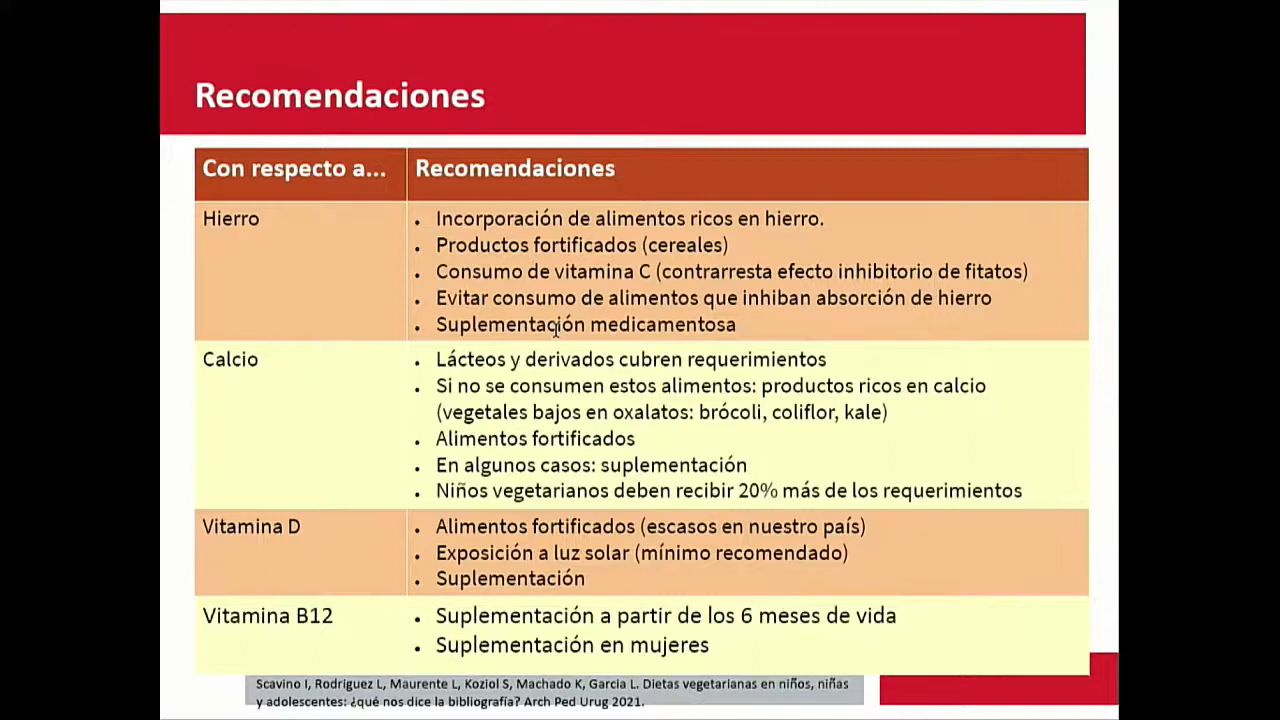 Recomendaciones
Con respecto a...
Recomendaciones
Hierro
• Incorporación de alimentos ricos en hierro.
• Productos fortificados (cereales)
• Consumo de vitamina C (contrarresta efecto inhibitorio de fitatos)
• Evitar consumo de alimentos que inhiban absorción de hierro
• Suplementación medicamentosa
Calcio
• Lácteos y derivados cubren requerimientos
• Si no se consumen estos alimentos: productos ricos en calcio
(vegetales bajos en oxalatos: brócoli, coliflor, kale)
• Alimentos fortificados
• En algunos casos: suplementación
• Niños vegetarianos deben recibir 20% más de los requerimientos
Vitamina D
• Alimentos fortificados (escasos en nuestro país)
• Exposición a luz solar (mínimo recomendado)
• Suplementación
Vitamina B12
• Suplementación a partir de los 6 meses de vida
• Suplementación en mujeres
Scavino I, Rodriguez L, Maurente L, Koziol S, Machado K, Garcia L. Dietas vegetarianas en niños, niñas
y adolescentes: ¿qué nos dice la bibliografía? Arch Ped Urug 2021.